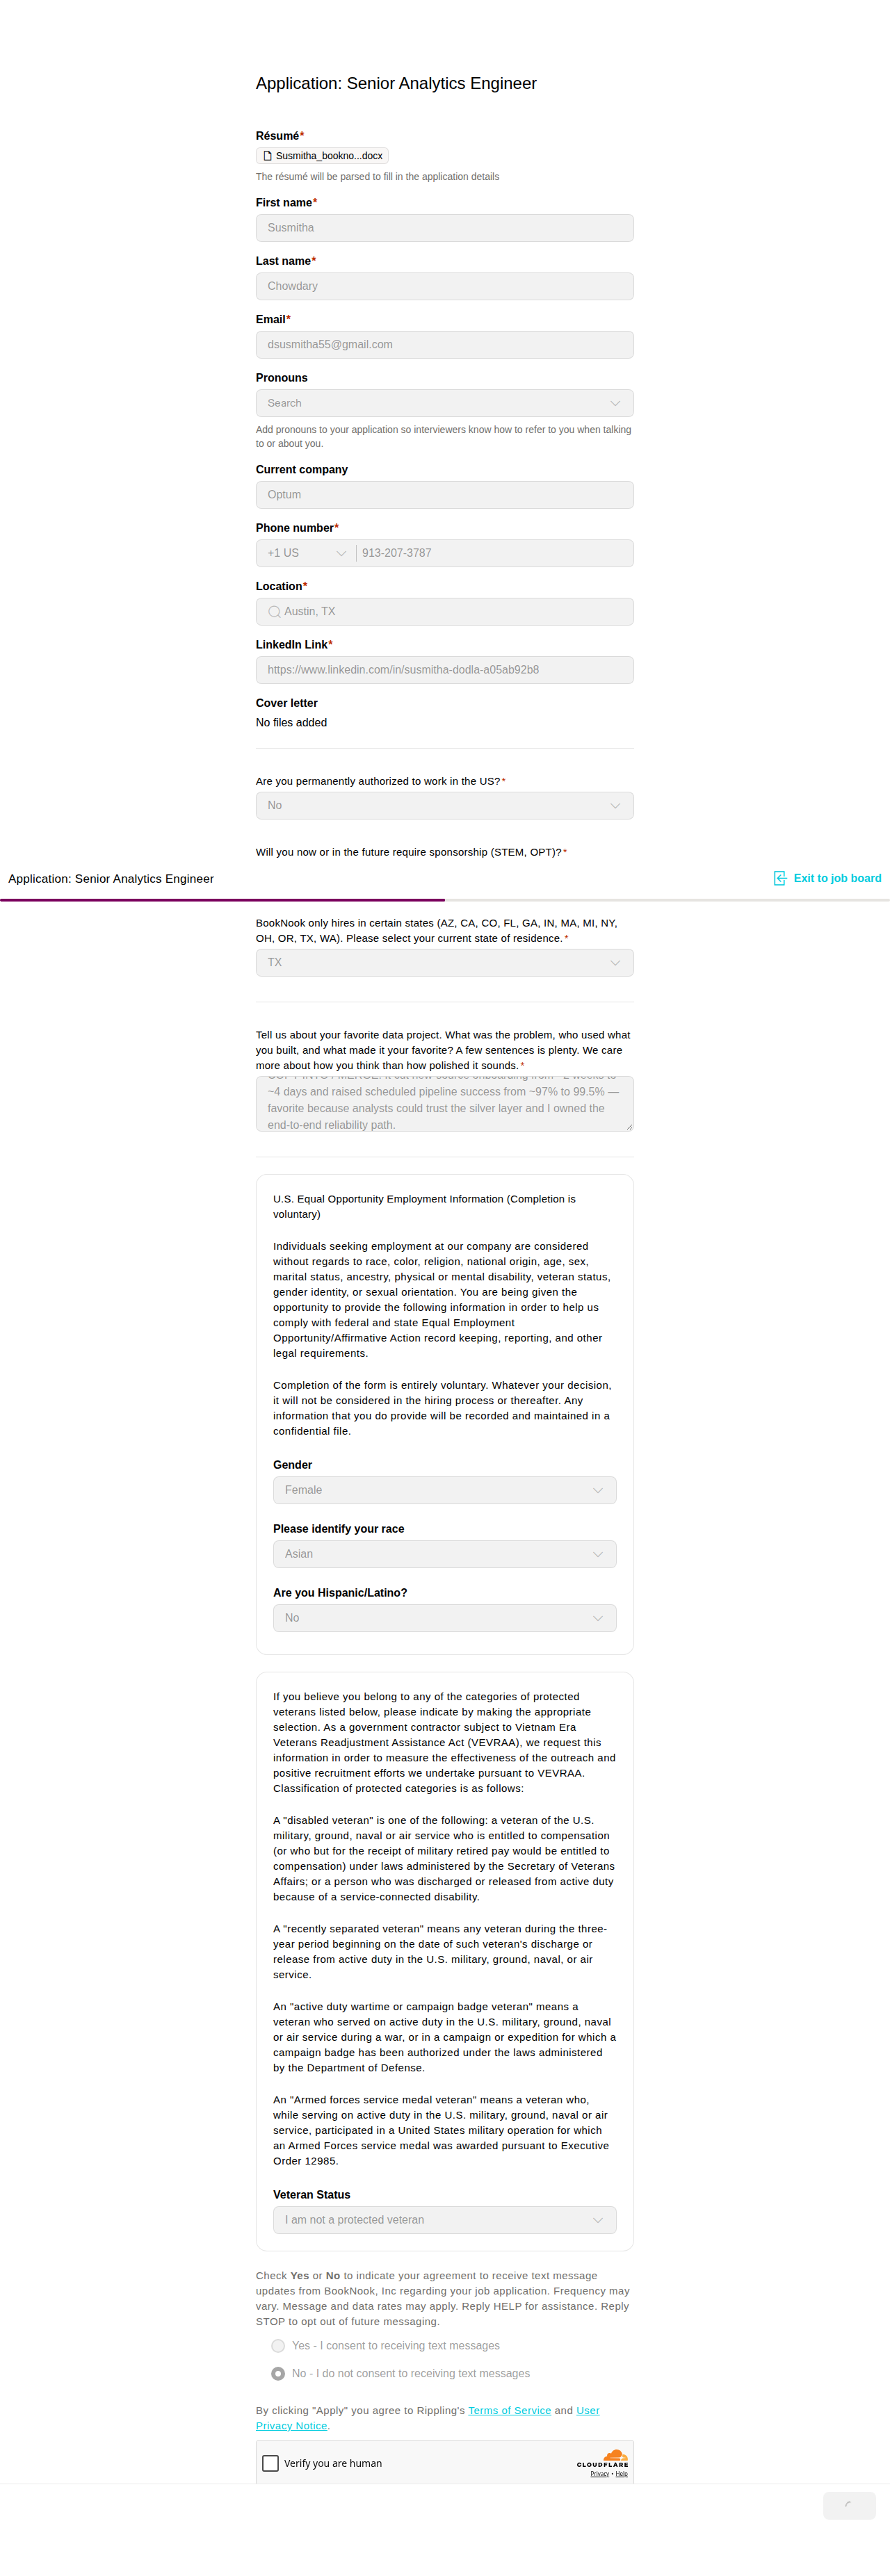 Application: Senior Analytics Engineer
Résumé*
Susmitha_bookno...docx
The résumé will be parsed to fill in the application details
First name*
Susmitha
Last name*
Chowdary
Email*
dsusmitha55@gmail.com
Pronouns
Search
Add pronouns to your application so interviewers know how to refer to you when talking
to or about you.
Current company
Optum
Phone number*
+1 US 913-207-3787
Location*
Austin, TX
LinkedIn Link*
https://www.linkedin.com/in/susmitha-dodla-a05ab92b8
Cover letter
No files added
Are you permanently authorized to work in the US?*
No
Will you now or in the future require sponsorship (STEM, OPT)?*
Application: Senior Analytics Engineer
Exit to job board
BookNook only hires in certain states (AZ, CA, CO, FL, GA, IN, MA, MI, NY,
OH, OR, TX, WA). Please select your current state of residence.*
TX
Tell us about your favorite data project. What was the problem, who used what
you built, and what made it your favorite? A few sentences is plenty. We care
more about how you think than how polished it sounds.*
~4 days and raised scheduled pipeline success from ~97% to 99.5% —
favorite because analysts could trust the silver layer and I owned the
end-to-end reliability path.
U.S. Equal Opportunity Employment Information (Completion is
voluntary)
Individuals seeking employment at our company are considered
without regards to race, color, religion, national origin, age, sex,
marital status, ancestry, physical or mental disability, veteran status,
gender identity, or sexual orientation. You are being given the
opportunity to provide the following information in order to help us
comply with federal and state Equal Employment
Opportunity/Affirmative Action record keeping, reporting, and other
legal requirements.
Completion of the form is entirely voluntary. Whatever your decision,
it will not be considered in the hiring process or thereafter. Any
information that you do provide will be recorded and maintained in a
confidential file.
Gender
Female
Please identify your race
Asian
Are you Hispanic/Latino?
No
If you believe you belong to any of the categories of protected
veterans listed below, please indicate by making the appropriate
selection. As a government contractor subject to Vietnam Era
Veterans Readjustment Assistance Act (VEVRAA), we request this
information in order to measure the effectiveness of the outreach and
positive recruitment efforts we undertake pursuant to VEVRAA.
Classification of protected categories is as follows:
A "disabled veteran" is one of the following: a veteran of the U.S.
military, ground, naval or air service who is entitled to compensation
(or who but for the receipt of military retired pay would be entitled to
compensation) under laws administered by the Secretary of Veterans
Affairs; or a person who was discharged or released from active duty
because of a service-connected disability.
A "recently separated veteran" means any veteran during the three-
year period beginning on the date of such veteran's discharge or
release from active duty in the U.S. military, ground, naval, or air
service.
An "active duty wartime or campaign badge veteran" means a
veteran who served on active duty in the U.S. military, ground, naval
or air service during a war, or in a campaign or expedition for which a
campaign badge has been authorized under the laws administered
by the Department of Defense.
An "Armed forces service medal veteran" means a veteran who,
while serving on active duty in the U.S. military, ground, naval or air
service, participated in a United States military operation for which
an Armed Forces service medal was awarded pursuant to Executive
Order 12985.
Veteran Status
I am not a protected veteran
Check Yes or No to indicate your agreement to receive text message
updates from BookNook, Inc regarding your job application. Frequency may
vary. Message and data rates may apply. Reply HELP for assistance. Reply
STOP to opt out of future messaging.
Yes - I consent to receiving text messages
No - I do not consent to receiving text messages
By clicking "Apply" you agree to Rippling's Terms of Service and User
Privacy Notice.
Verify you are human
CLOUDFLARE
Privacy • Help